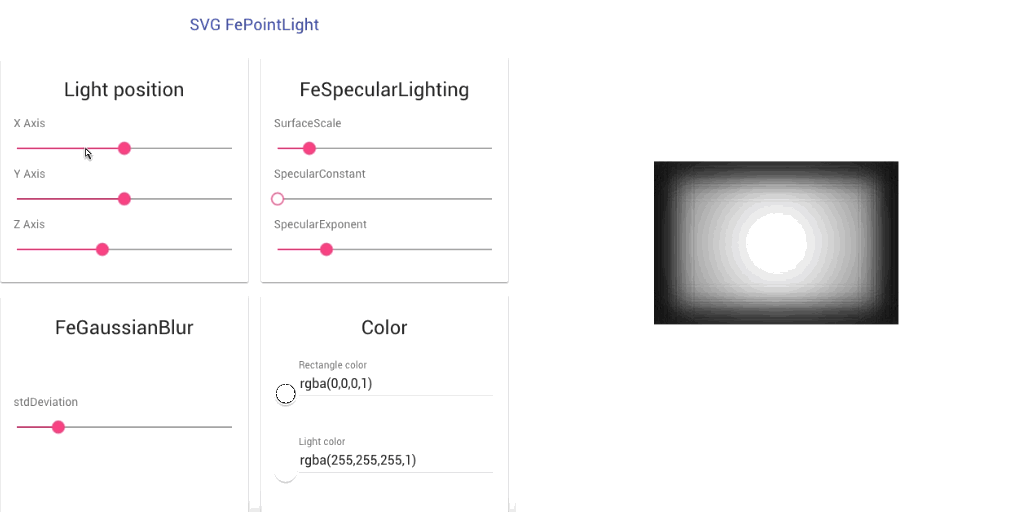 SVG FePointLight
Light position
X Axis
Y Axis
Z Axis
FeSpecularLighting
SurfaceScale
SpecularConstant
SpecularExponent
FeGaussianBlur
stdDeviation
Color
Rectangle color
rgba(0,0,0,1)
Light color
rgba(255,255,255,1)